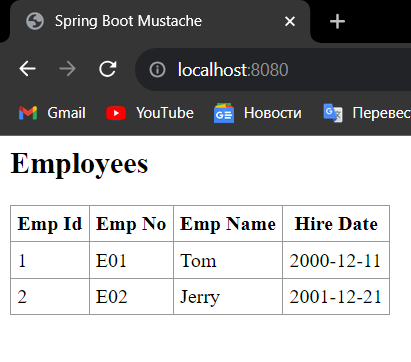 Spring Boot Mustache
localhost:8080
Gmail YouTube Новости Перевес
Employees
Emp Id Emp No Emp Name Hire Date
1 E01 Tom 2000-12-11
2 E02 Jerry 2001-12-21